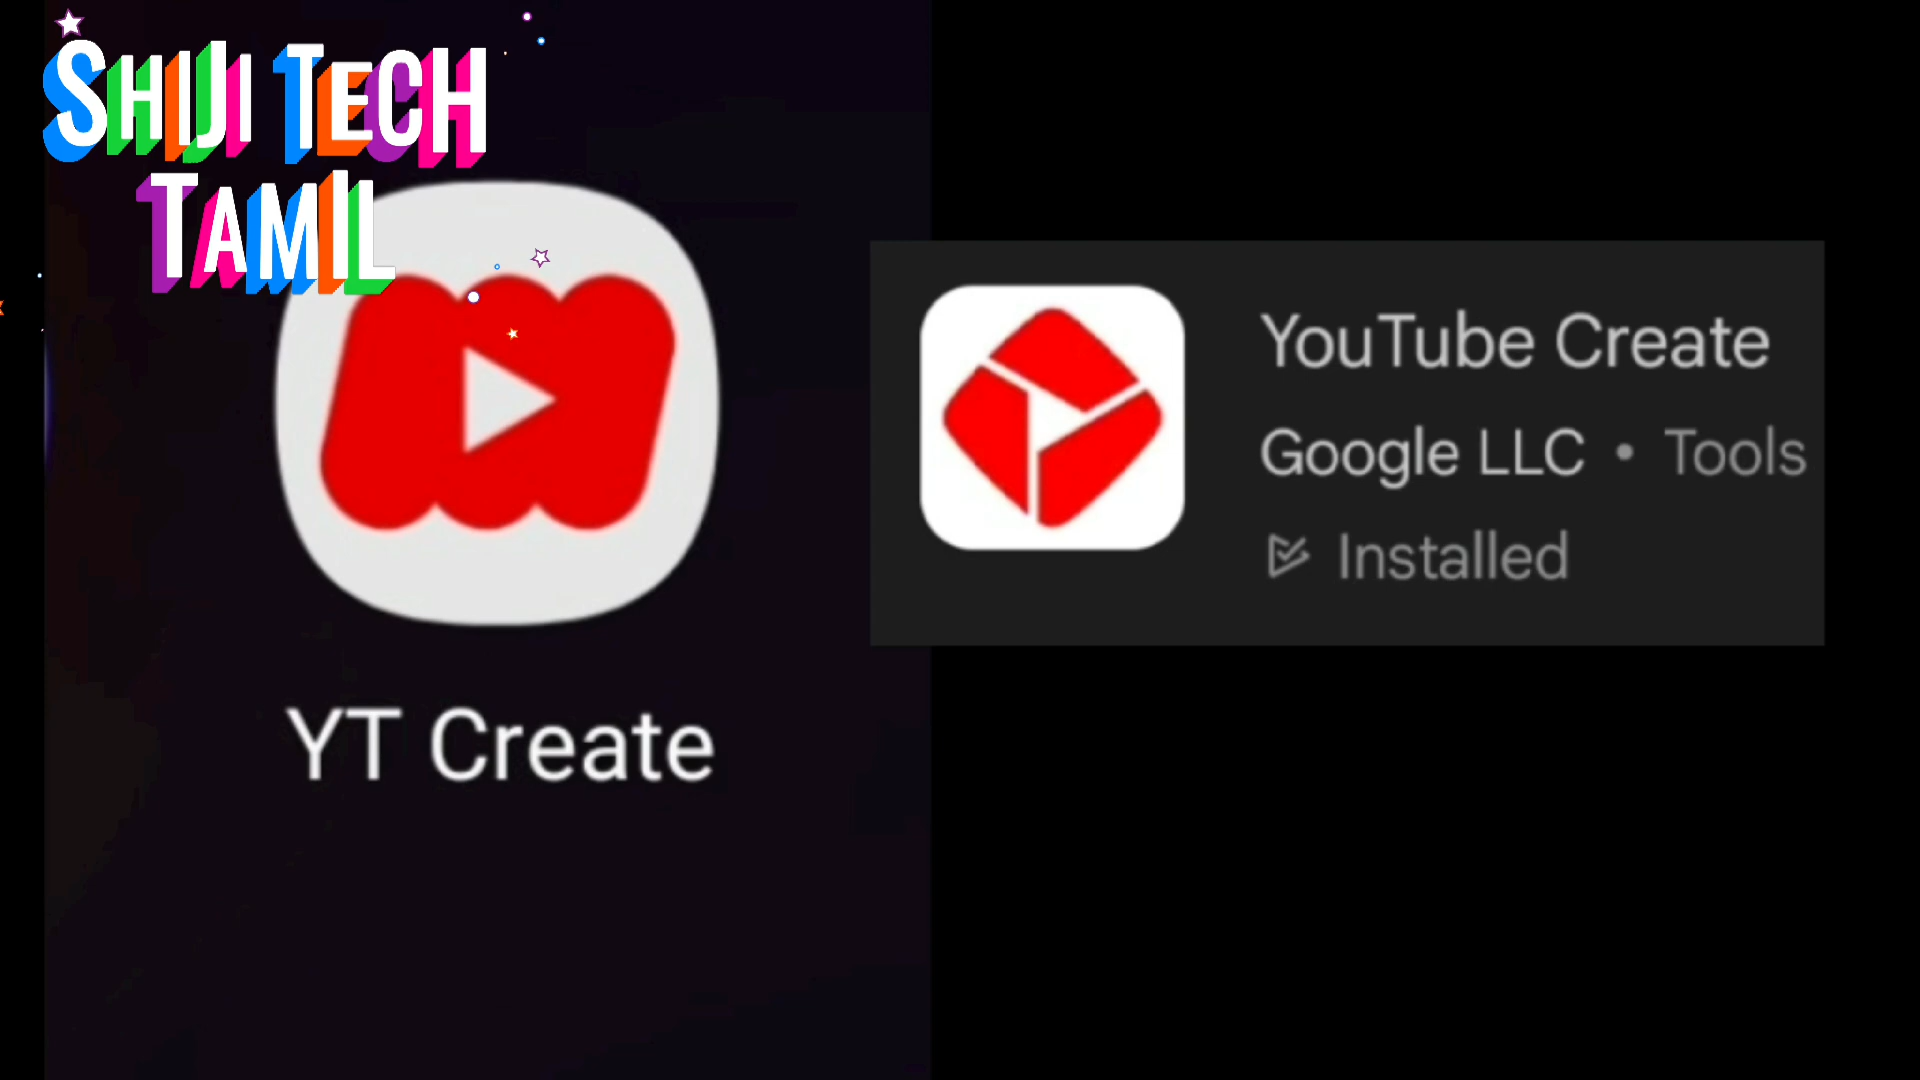 SHIJI TECH
TAMIL
YT Create
YouTube Create
Google LLC • Tools
Installed